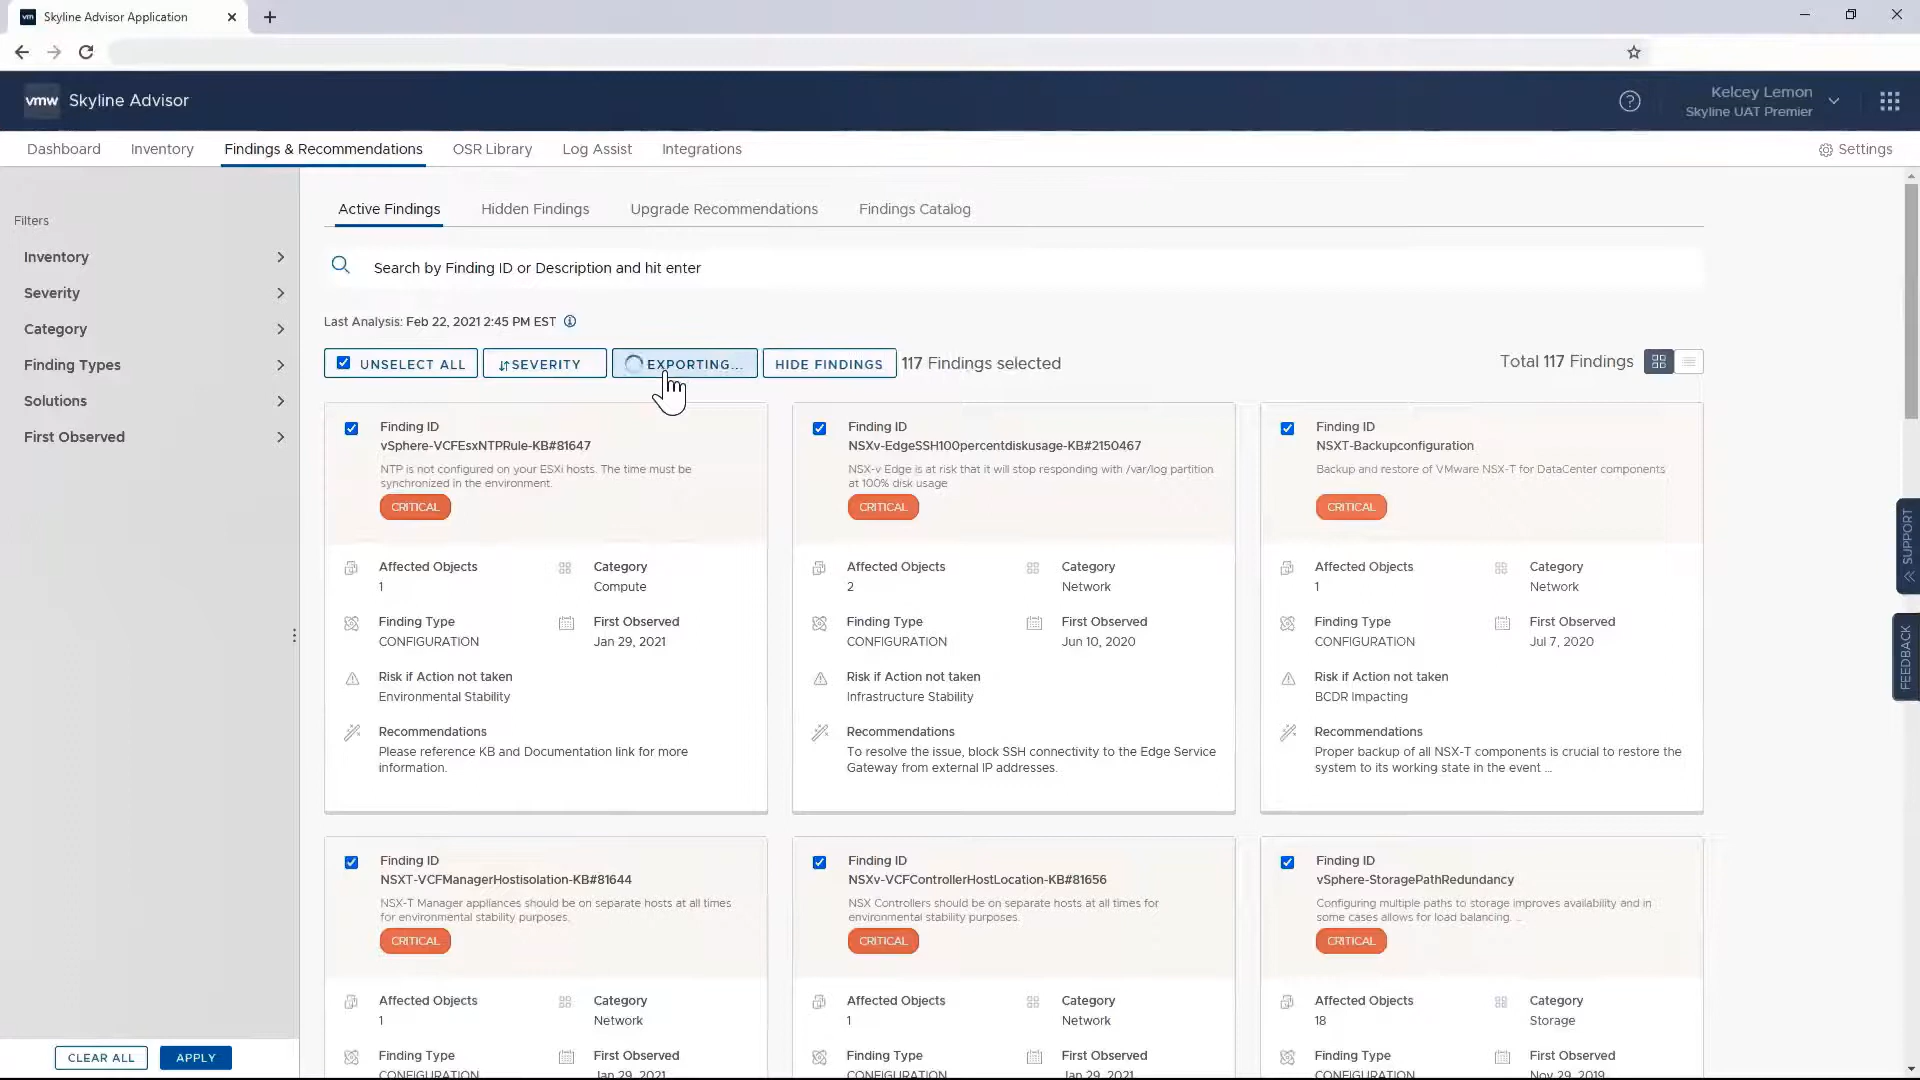 vm Skyline Advisor Application
vmw Skyline Advisor
Kelcey Lemon
Skyline UAT Premier
Dashboard Inventory Findings & Recommendations OSR Library Log Assist Integrations Settings
Filters
Inventory
Severity
Category
Finding Types
Solutions
First Observed
CLEAR ALL APPLY
Active Findings Hidden Findings Upgrade Recommendations Findings Catalog
Search by Finding ID or Description and hit enter
Last Analysis: Feb 22, 2021 2:45 PM EST
UNSELECT ALL SEVERITY EXPORTING... HIDE FINDINGS 117 Findings selected Total 117 Findings
Finding ID
vSphere-VCFEsxNTPRule-KB#81647
NTP is not configured on your ESXi hosts. The time must be
synchronized in the environment.
CRITICAL
Affected Objects Category
1 Compute
Finding Type First Observed
CONFIGURATION Jan 29, 2021
Risk if Action not taken
Environmental Stability
Recommendations
Please reference KB and Documentation link for more
information.
Finding ID
NSXv-EdgeSSH100percentdiskusage-KB#2150467
NSX-v Edge is at risk that it will stop responding with /var/log partition
at 100% disk usage
CRITICAL
Affected Objects Category
2 Network
Finding Type First Observed
CONFIGURATION Jun 10, 2020
Risk if Action not taken
Infrastructure Stability
Recommendations
To resolve the issue, block SSH connectivity to the Edge Service
Gateway from external IP addresses.
Finding ID
NSXT-Backupconfiguration
Backup and restore of VMware NSX-T for DataCenter components
CRITICAL
Affected Objects Category
1 Network
Finding Type First Observed
CONFIGURATION Jul 7, 2020
Risk if Action not taken
BCDR Impacting
Recommendations
Proper backup of all NSX-T components is crucial to restore the
system to its working state in the event ...
Finding ID
NSXT-VCFManagerHostisolation-KB#81644
NSX-T Manager appliances should be on separate hosts at all times
for environmental stability purposes.
CRITICAL
Affected Objects Category
1 Network
Finding Type First Observed
CONFIGURATION Jan 29, 2021
Finding ID
NSXv-VCFControllerHostLocation-KB#81656
NSX Controllers should be on separate hosts at all times for
environmental stability purposes.
CRITICAL
Affected Objects Category
1 Network
Finding Type First Observed
CONFIGURATION Jan 29, 2021
Finding ID
vSphere-StoragePathRedundancy
Configuring multiple paths to storage improves availability and in
some cases allows for load balancing. ...
CRITICAL
Affected Objects Category
18 Storage
Finding Type First Observed
CONFIGURATION Nov 29, 2019
SUPPORT
FEEDBACK